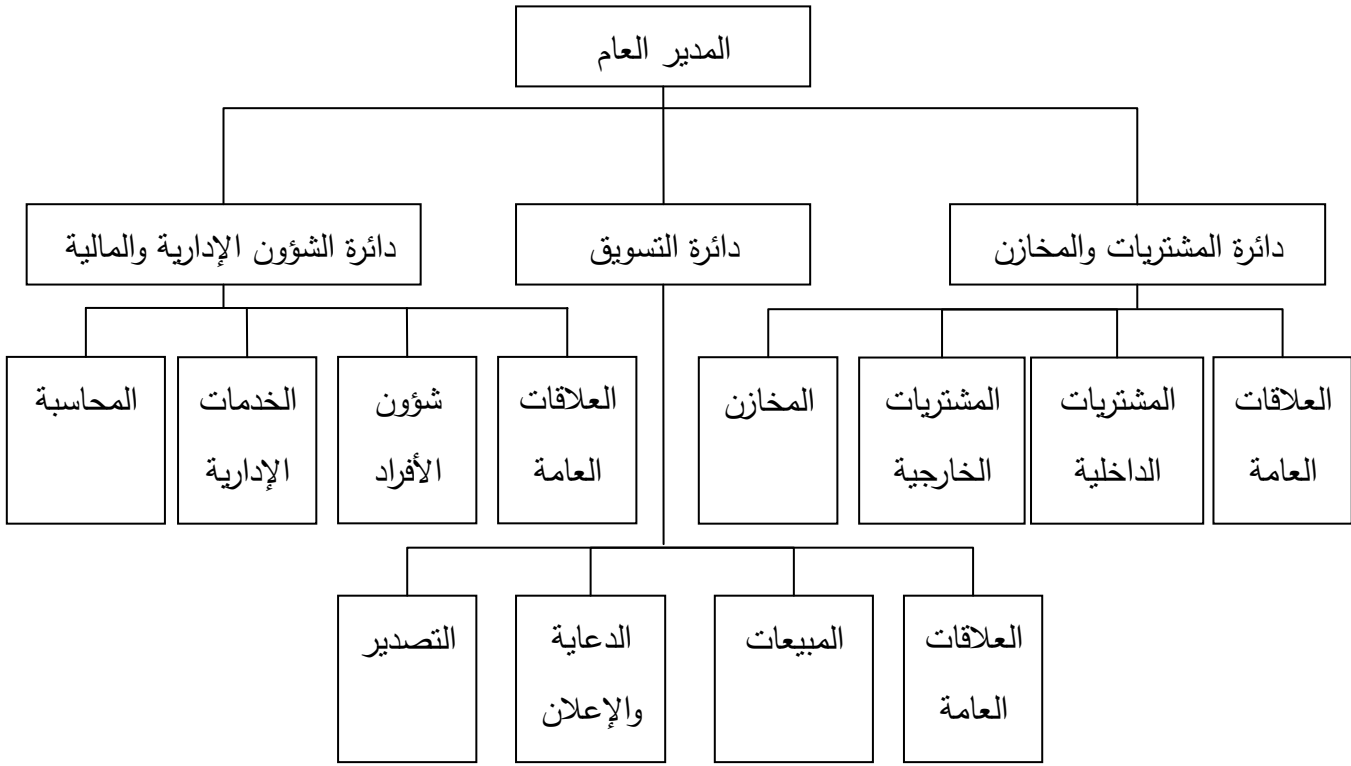 المدير العام
دائرة المشتريات والمخازن
دائرة التسويق
دائرة الشؤون الإدارية والمالية
العلاقات
العامة
المشتريات
الداخلية
المشتريات
الخارجية
المخازن
العلاقات
العامة
شؤون
الأفراد
الخدمات
الإدارية
المحاسبة
العلاقات
العامة
المبيعات
الدعاية
والإعلان
التصدير